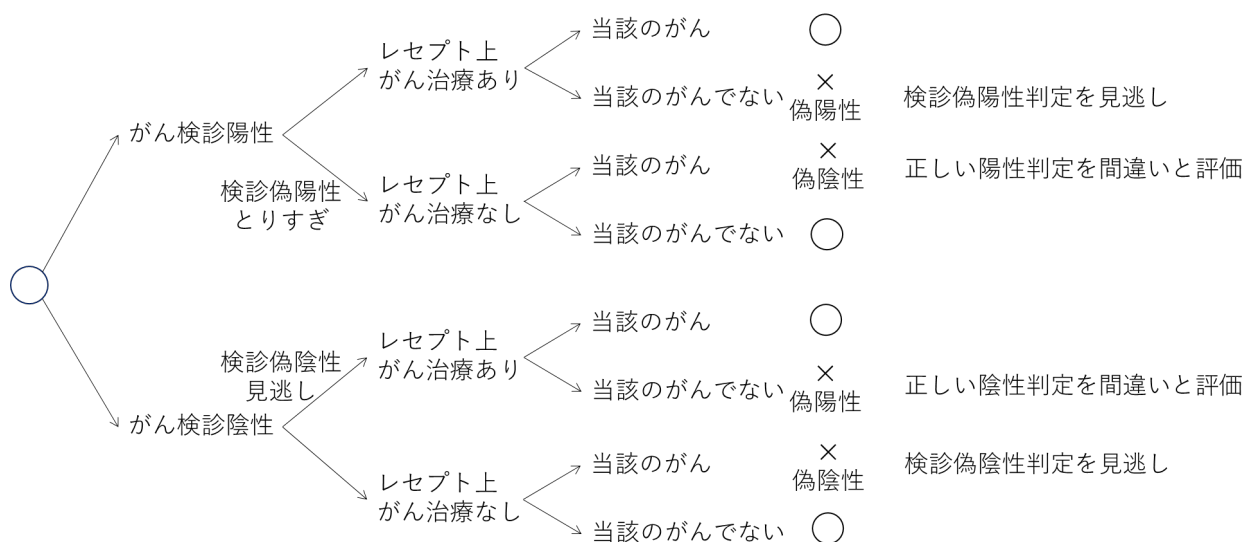 当該のがん
レセプト上
がん治療あり
当該のがんでない
×
偽陽性
検診偽陽性判定を見逃し
がん検診陽性
当該のがん
×
偽陰性
正しい陽性判定を間違いと評価
検診偽陽性
とりすぎ
レセプト上
がん治療なし
当該のがんでない
当該のがん
レセプト上
がん治療あり
検診偽陰性
見逃し
当該のがんでない
×
偽陽性
正しい陰性判定を間違いと評価
がん検診陰性
当該のがん
×
偽陰性
検診偽陰性判定を見逃し
レセプト上
がん治療なし
当該のがんでない